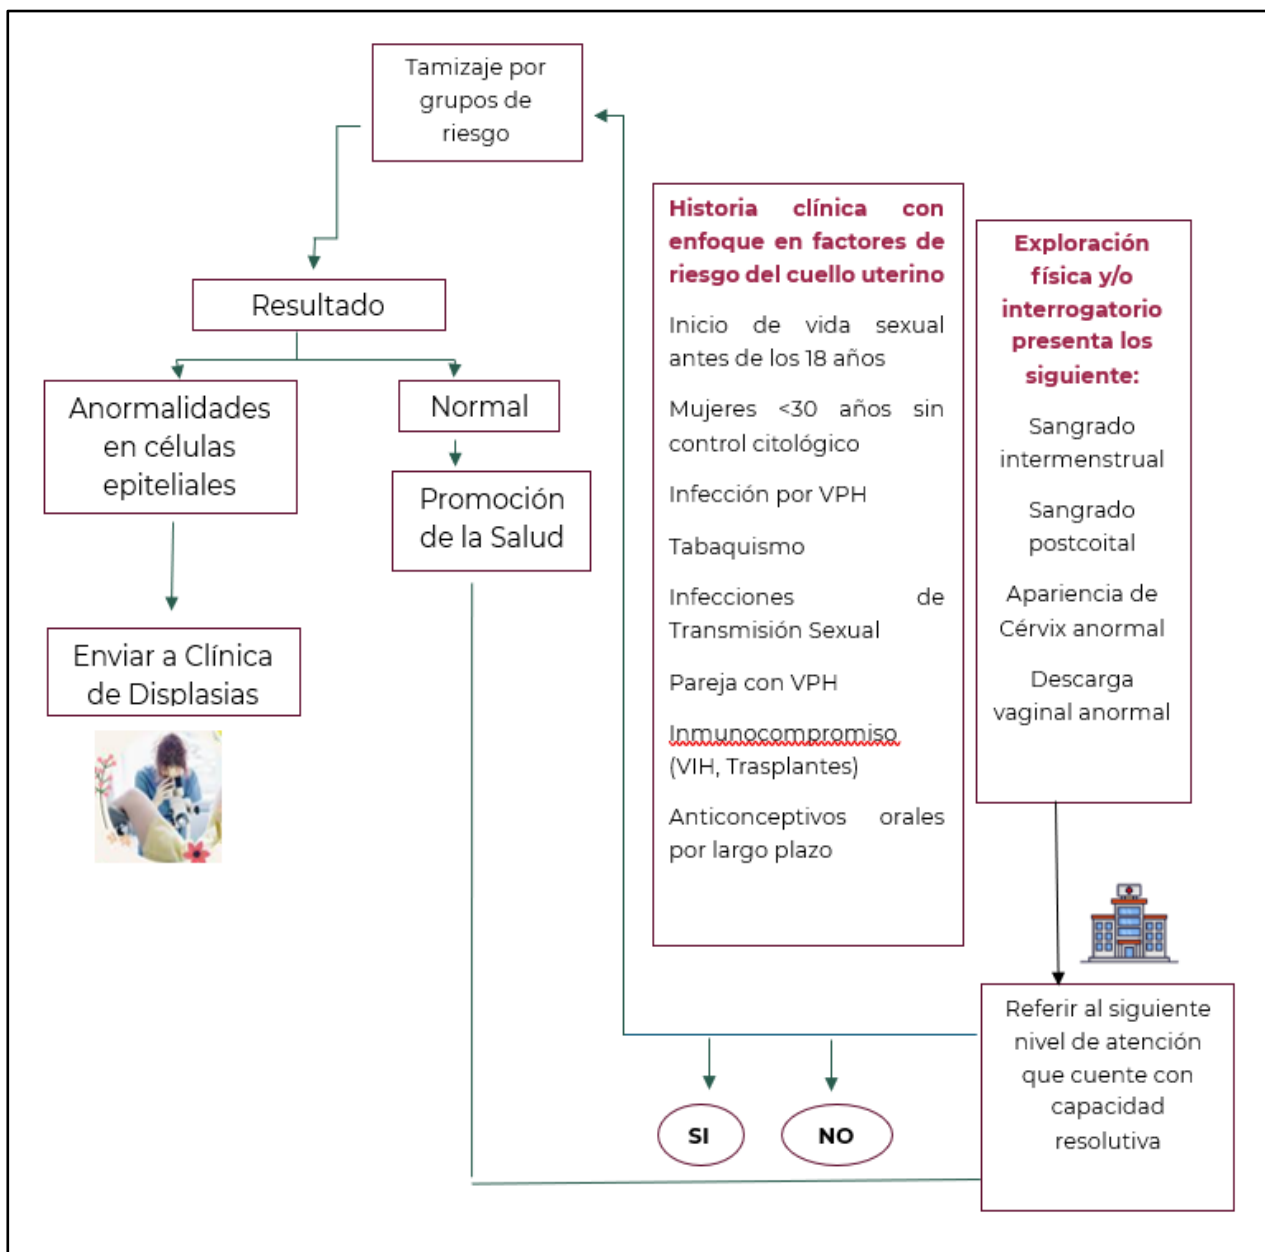 Tamizaje por
grupos de
riesgo
Resultado
Anormalidades
en células
epiteliales
Normal
Promoción
de la Salud
Enviar a Clínica
de Displasias
Historia clínica con
enfoque en factores de
riesgo del cuello uterino
Inicio de vida sexual
antes de los 18 años
Mujeres <30 años sin
control citológico
Infección por VPH
Tabaquismo
Infecciones de
Transmisión Sexual
Pareja con VPH
Inmunocompromiso
(VIH, Trasplantes)
Anticonceptivos orales
por largo plazo
Exploración
física y/o
interrogatorio
presenta los
siguiente:
Sangrado
intermenstrual
Sangrado
postcoital
Apariencia de
Cérvix anormal
Descarga
vaginal anormal
Referir al siguiente
nivel de atención
que cuente con
capacidad
resolutiva
SI
NO